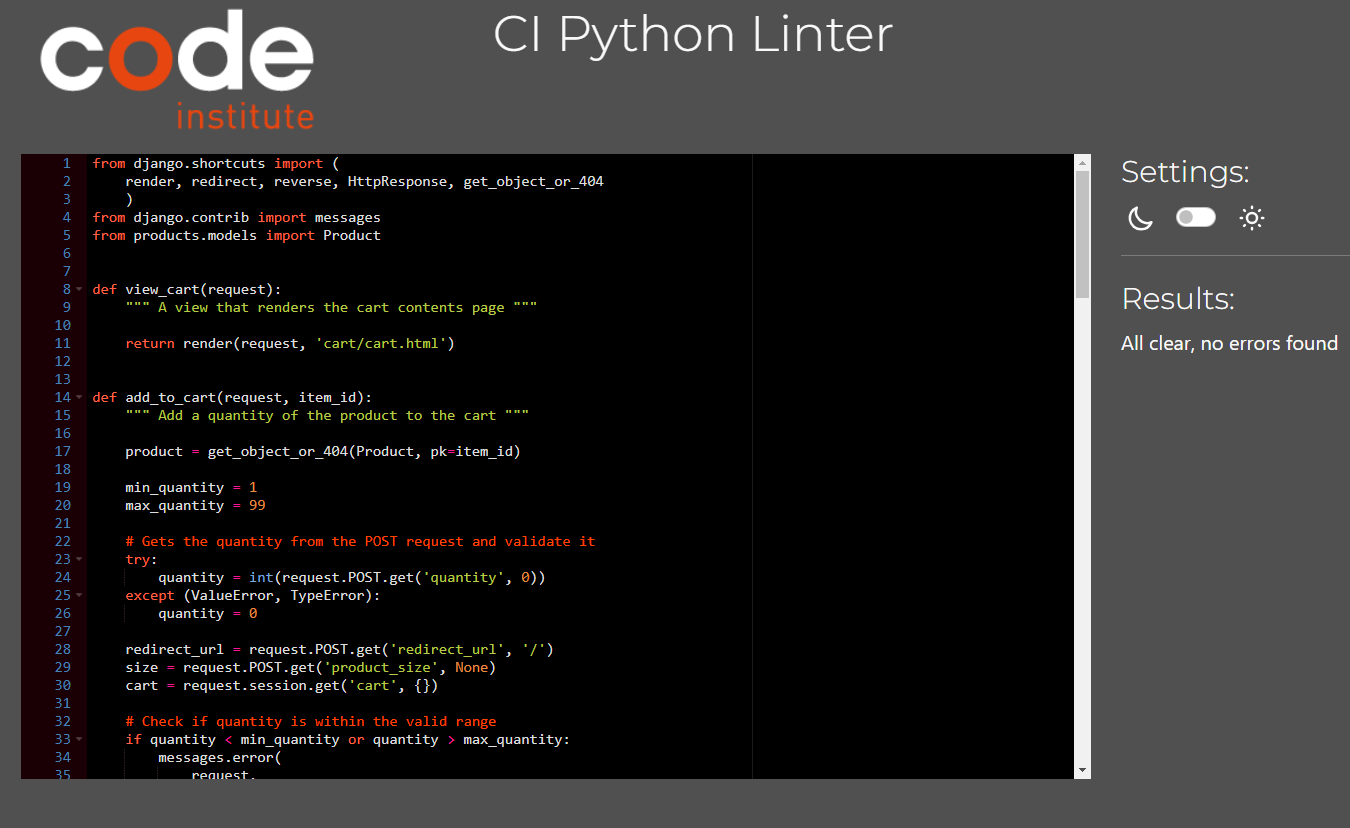 code
institute
CI Python Linter
1 from django.shortcuts import (
2     render, redirect, reverse, HttpResponse, get_object_or_404
3     )
4 from django.contrib import messages
5 from products.models import Product
6
7
8 def view_cart(request):
9     """ A view that renders the cart contents page """
10
11     return render(request, 'cart/cart.html')
12
13
14 def add_to_cart(request, item_id):
15     """ Add a quantity of the product to the cart """
16
17     product = get_object_or_404(Product, pk=item_id)
18
19     min_quantity = 1
20     max_quantity = 99
21
22     # Gets the quantity from the POST request and validate it
23     try:
24         quantity = int(request.POST.get('quantity', 0))
25     except (ValueError, TypeError):
26         quantity = 0
27
28     redirect_url = request.POST.get('redirect_url', '/')
29     size = request.POST.get('product_size', None)
30     cart = request.session.get('cart', {})
31
32     # Check if quantity is within the valid range
33     if quantity < min_quantity or quantity > max_quantity:
34         messages.error(
35             request,
Settings:
Results:
All clear, no errors found